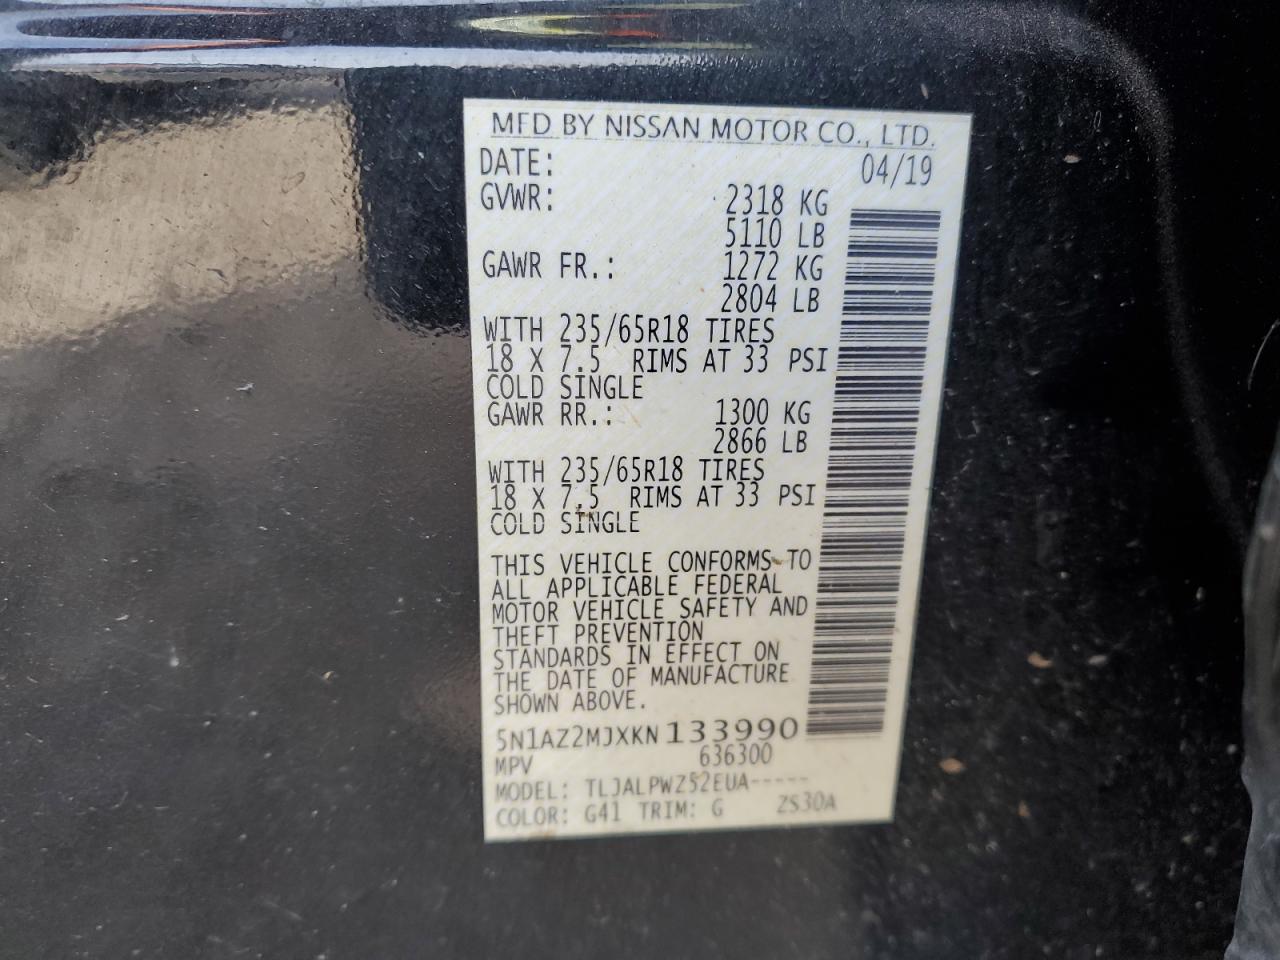 MFD BY NISSAN MOTOR CO., LTD.
DATE: 04/19
GVWR: 2318 KG
5110 LB
GAWR FR.: 1272 KG
2804 LB
WITH 235/65R18 TIRES
18 X 7.5 RIMS AT 33 PSI
COLD SINGLE
GAWR RR.: 1300 KG
2866 LB
WITH 235/65R18 TIRES
18 X 7.5 RIMS AT 33 PSI
COLD SINGLE
THIS VEHICLE CONFORMS TO
ALL APPLICABLE FEDERAL
MOTOR VEHICLE SAFETY AND
THEFT PREVENTION
STANDARDS IN EFFECT ON
THE DATE OF MANUFACTURE
SHOWN ABOVE.
5N1AZ2MJXKN 133990
MPV 636300
MODEL: TLJALPWZ52EUA-----
COLOR: G41 TRIM: G ZS30A